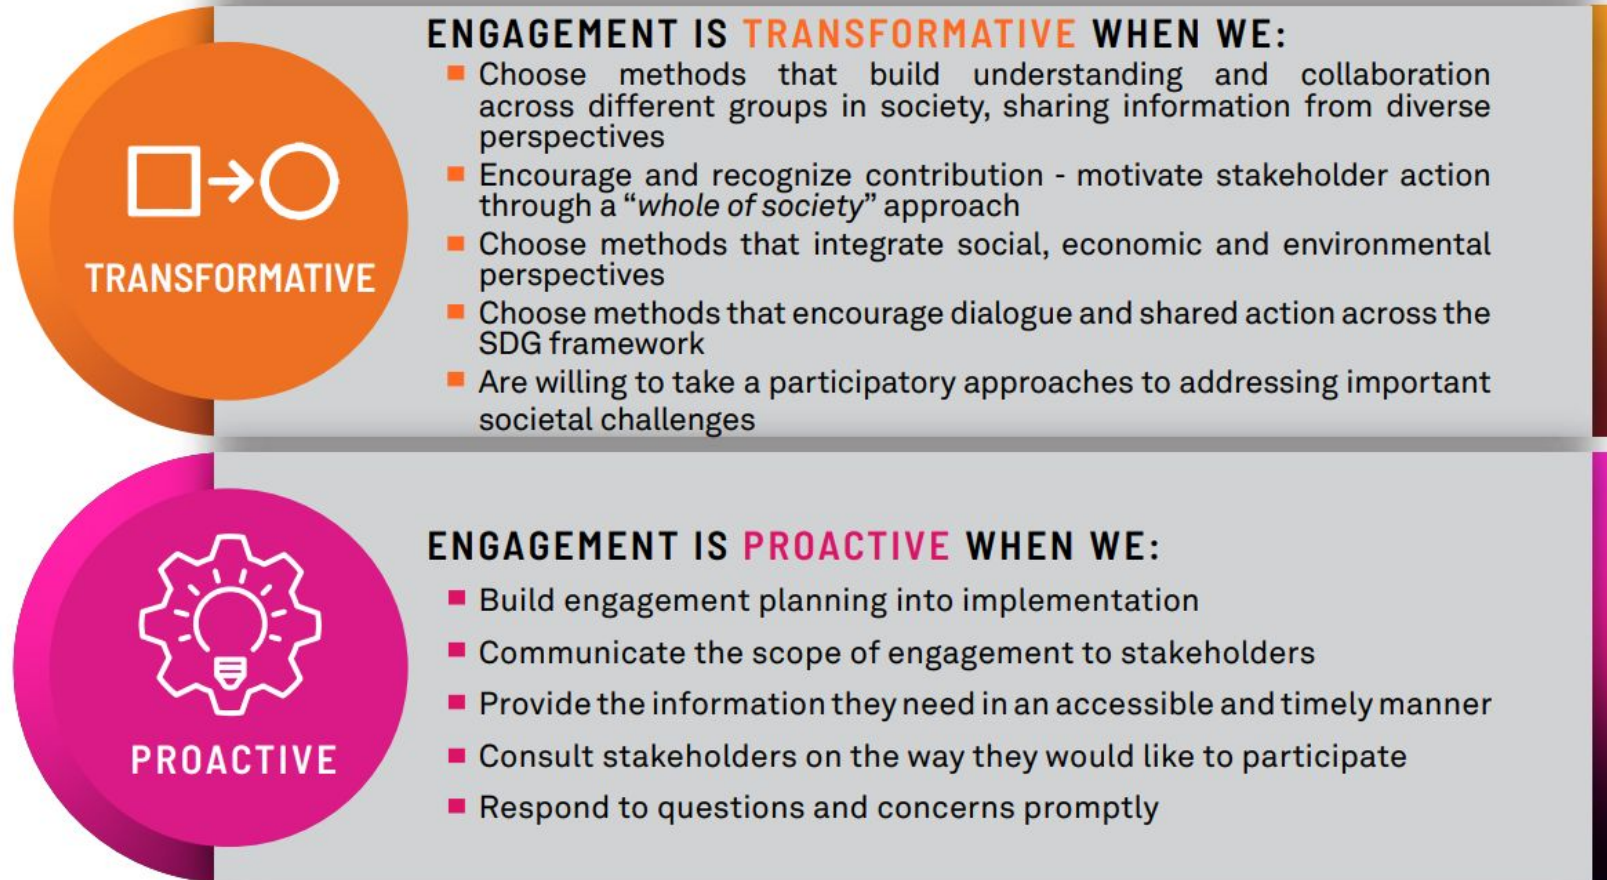 ENGAGEMENT IS TRANSFORMATIVE WHEN WE:
Choose methods that build understanding and collaboration
across different groups in society, sharing information from diverse
perspectives
Encourage and recognize contribution - motivate stakeholder action
through a “whole of society” approach
Choose methods that integrate social, economic and environmental
perspectives
Choose methods that encourage dialogue and shared action across the
SDG framework
Are willing to take a participatory approaches to addressing important
societal challenges
TRANSFORMATIVE
ENGAGEMENT IS PROACTIVE WHEN WE:
Build engagement planning into implementation
Communicate the scope of engagement to stakeholders
Provide the information they need in an accessible and timely manner
Consult stakeholders on the way they would like to participate
Respond to questions and concerns promptly
PROACTIVE